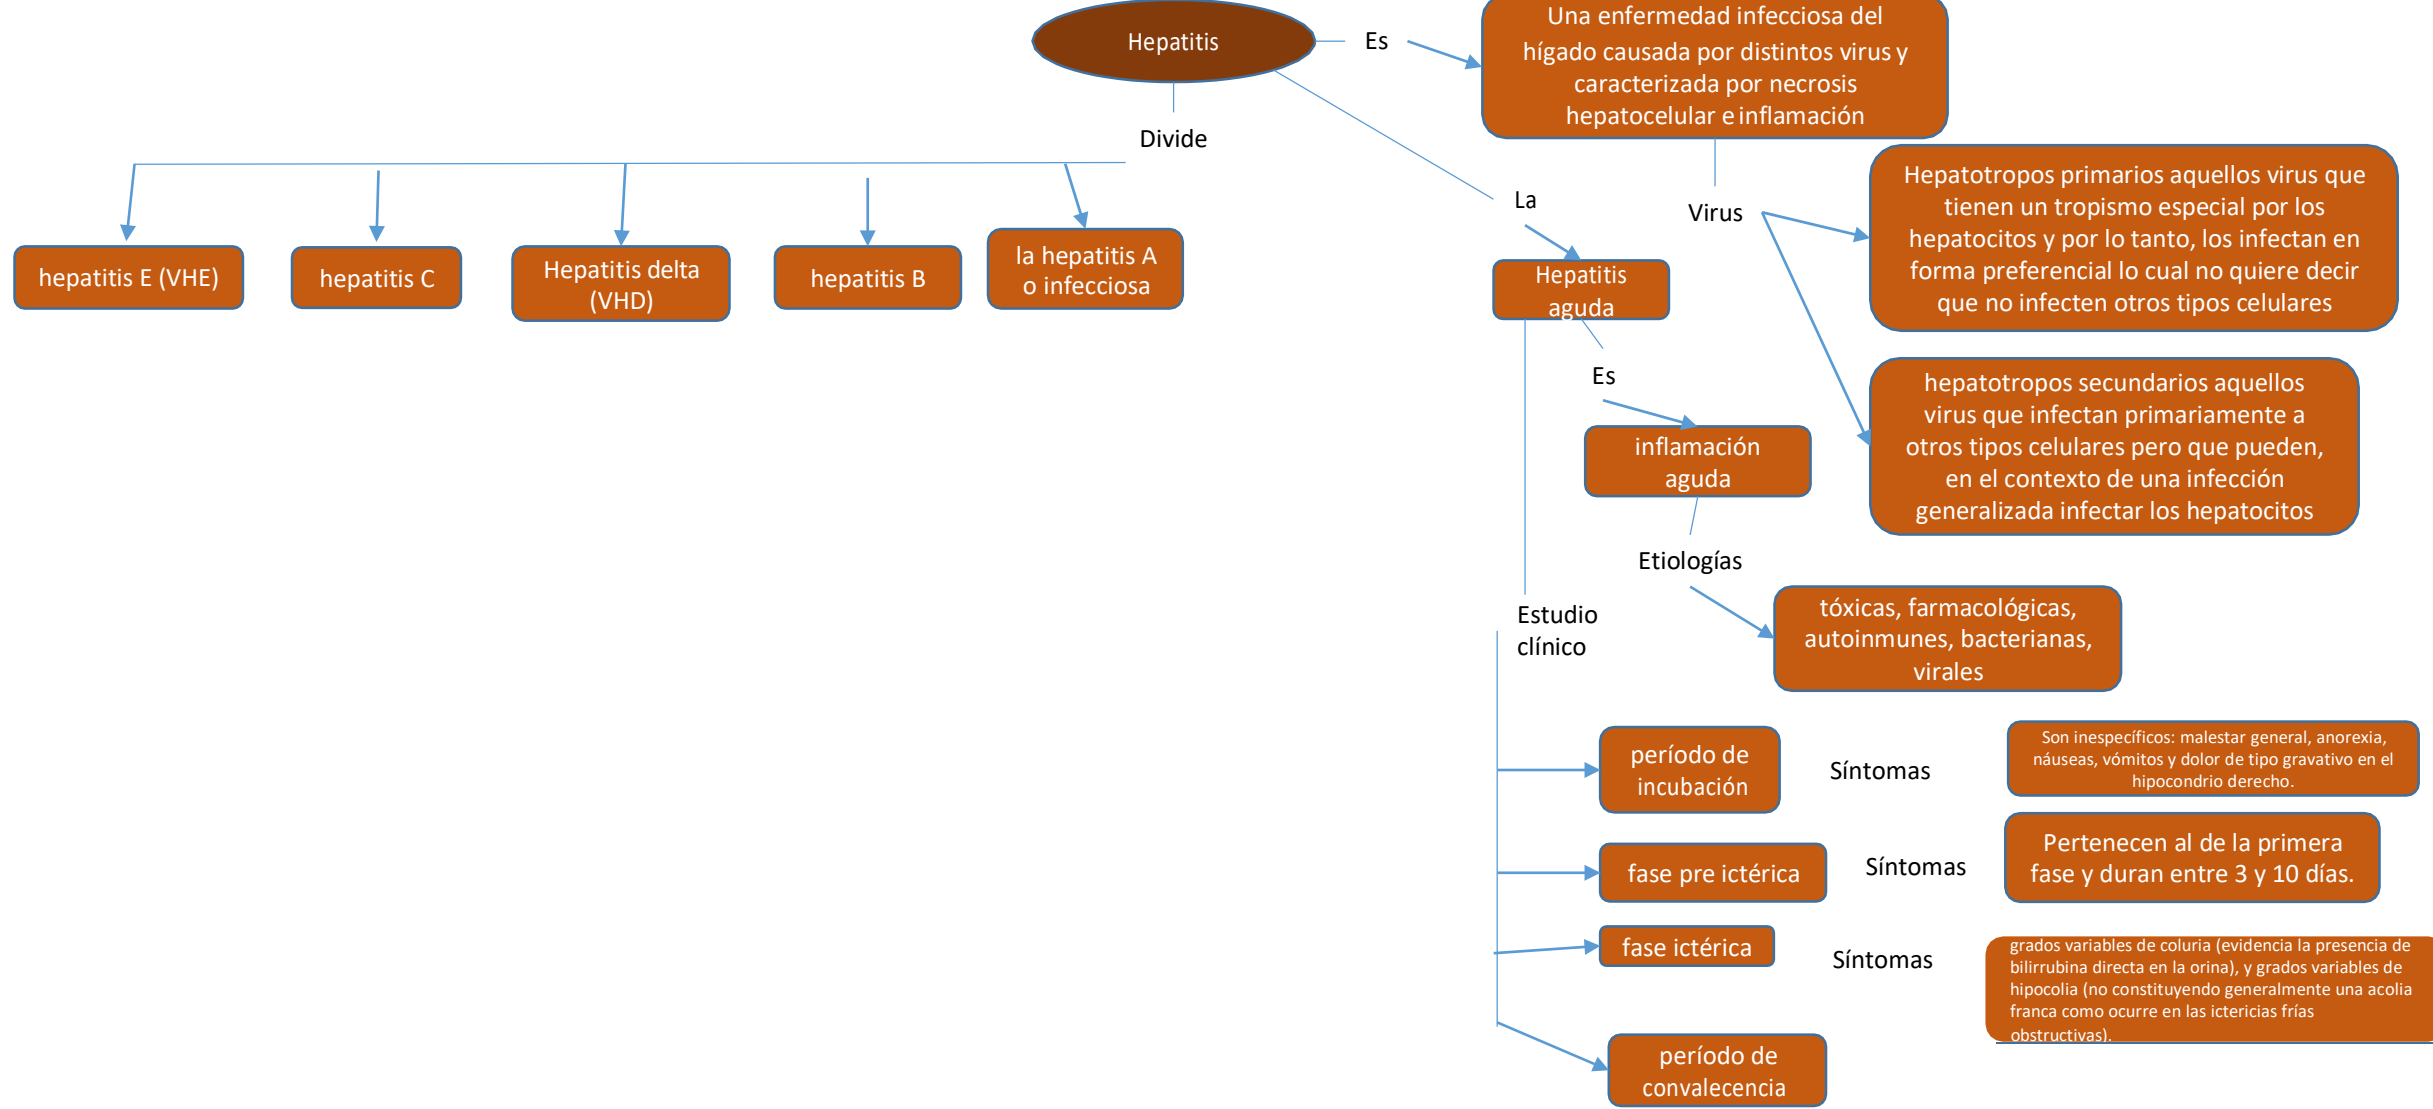 Hepatitis
Es
Una enfermedad infecciosa del
hígado causada por distintos virus y
caracterizada por necrosis
hepatocelular e inflamación
Divide
hepatitis E (VHE)
hepatitis C
Hepatitis delta
(VHD)
hepatitis B
la hepatitis A
o infecciosa
La
Virus
Hepatotropos primarios aquellos virus que
tienen un tropismo especial por los
hepatocitos y por lo tanto, los infectan en
forma preferencial lo cual no quiere decir
que no infecten otros tipos celulares
Hepatitis
aguda
hepatotropos secundarios aquellos
virus que infectan primariamente a
otros tipos celulares pero que pueden,
en el contexto de una infección
generalizada infectar los hepatocitos
Es
inflamación
aguda
Etiologías
tóxicas, farmacológicas,
autoinmunes, bacterianas,
virales
Estudio
clínico
período de
incubación
Síntomas
Son inespecíficos: malestar general, anorexia,
náuseas, vómitos y dolor de tipo gravativo en el
hipocondrio derecho.
fase pre ictérica
Síntomas
Pertenecen al de la primera
fase y duran entre 3 y 10 días.
fase ictérica
Síntomas
grados variables de coluria (evidencia la presencia de
bilirrubina directa en la orina), y grados variables de
hipocolia (no constituyendo generalmente una acolia
franca como ocurre en las ictericias frías
obstructivas).
período de
convalecencia